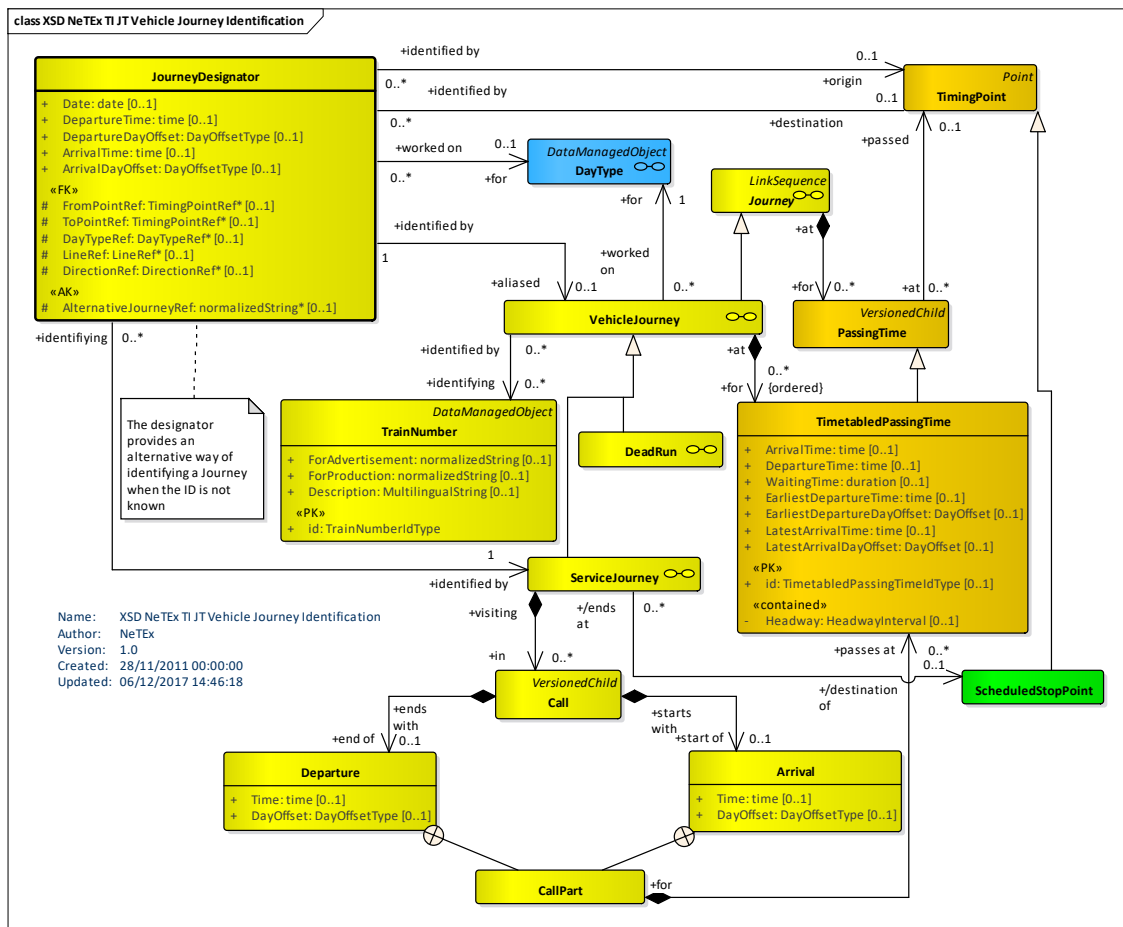 class XSD NeTEx TI JT Vehicle Journey Identification
JourneyDesignator
+ Date: date [0..1]
+ DepartureTime: time [0..1]
+ DepartureDayOffset: DayOffsetType [0..1]
+ ArrivalTime: time [0..1]
+ ArrivalDayOffset: DayOffsetType [0..1]
«FK»
# FromPointRef: TimingPointRef* [0..1]
# ToPointRef: TimingPointRef* [0..1]
# DayTypeRef: DayTypeRef* [0..1]
# LineRef: LineRef* [0..1]
# DirectionRef: DirectionRef* [0..1]
«AK»
# AlternativeJourneyRef: normalizedString* [0..1]
+identified by
0..*
0..1
+origin
+identified by
0..*
0..1
+destination
Point
TimingPoint
+worked on
0..*
0..1
+for
DataManagedObject
DayType
+for
1
+worked
on
0..*
LinkSequence
Journey
+at
+for
0..*
+passed
0..1
+at
0..*
VersionedChild
PassingTime
+identified by
1
+aliased
0..1
VehicleJourney
+identified by
0..*
+identifying
0..*
+at
0..*
{ordered}
+for
DataManagedObject
TrainNumber
+ ForAdvertisement: normalizedString [0..1]
+ ForProduction: normalizedString [0..1]
+ Description: MultilingualString [0..1]
«PK»
+ id: TrainNumberIdType
DeadRun
TimetabledPassingTime
+ ArrivalTime: time [0..1]
+ DepartureTime: time [0..1]
+ WaitingTime: duration [0..1]
+ EarliestDepartureTime: time [0..1]
+ EarliestDepartureDayOffset: DayOffset [0..1]
+ LatestArrivalTime: time [0..1]
+ LatestArrivalDayOffset: DayOffset [0..1]
«PK»
+ id: TimetabledPassingTimeIdType [0..1]
«contained»
- Headway: HeadwayInterval [0..1]
+identifiying
0..*
The designator
provides an
alternative way of
identifying a Journey
when the ID is not
known
1
+identified by
ServiceJourney
+visiting
+in
0..*
+/ends
at
0..*
0..1
+/destination
of
+passes at
0..*
ScheduledStopPoint
Name: XSD NeTEx TI JT Vehicle Journey Identification
Author: NeTEx
Version: 1.0
Created: 28/11/2011 00:00:00
Updated: 06/12/2017 14:46:18
VersionedChild
Call
+ends
with
+end of
0..1
+starts
with
+start of
0..1
Departure
+ Time: time [0..1]
+ DayOffset: DayOffsetType [0..1]
Arrival
+ Time: time [0..1]
+ DayOffset: DayOffsetType [0..1]
CallPart
+for